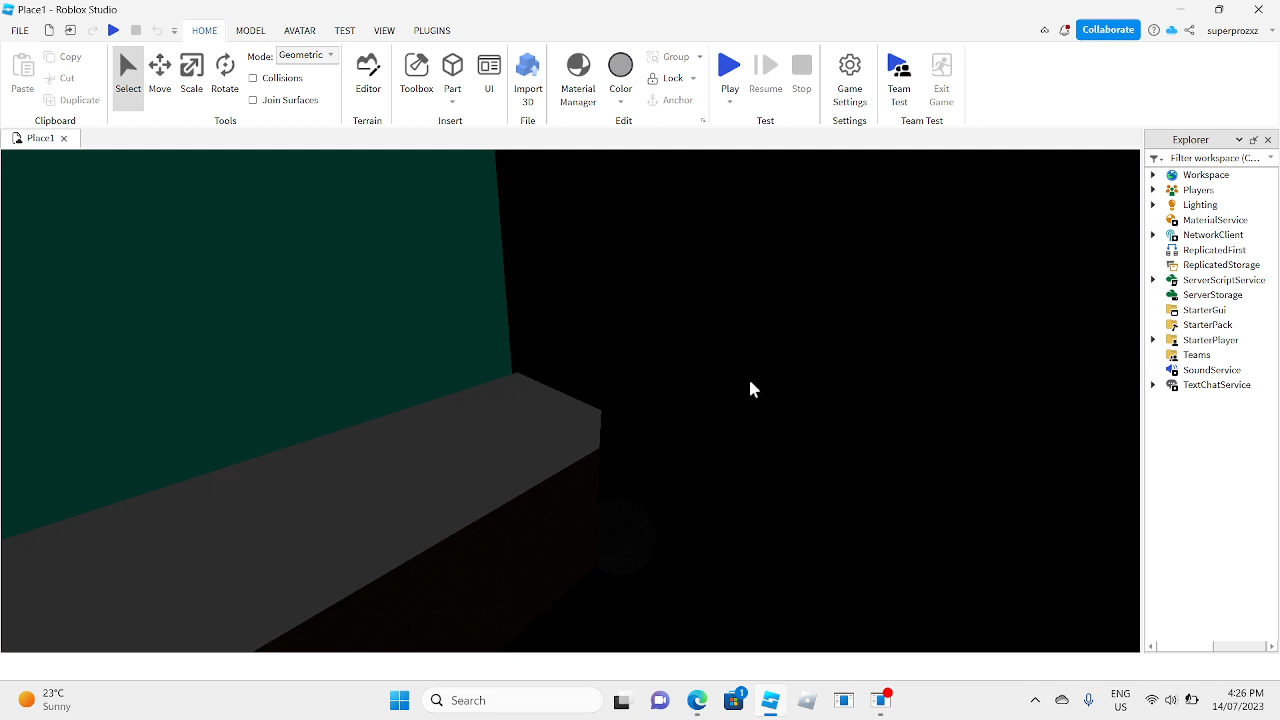 Place1 - Roblox Studio
FILE HOME MODEL AVATAR TEST VIEW PLUGINS Collaborate superprozzz
Paste Copy Cut Duplicate Clipboard
Select Move Scale Rotate Mode: Geometric Collisions Join Surfaces Tools
Editor Terrain
Toolbox Part UI Insert
Import 3D File
Material Manager Color Group Lock Anchor Edit
Play Resume Stop Test
Game Settings Settings
Team Test Exit Game Team Test
Place1
Explorer
Filter workspace (C...
Workspace
Players
Lighting
MaterialService
NetworkClient
ReplicatedFirst
ReplicatedStorage
ServerScriptService
ServerStorage
StarterGui
StarterPack
StarterPlayer
Teams
SoundService
TextChatService
23°C
Sunny
Search
1
ENG
US
4:26 PM
14/07/2023